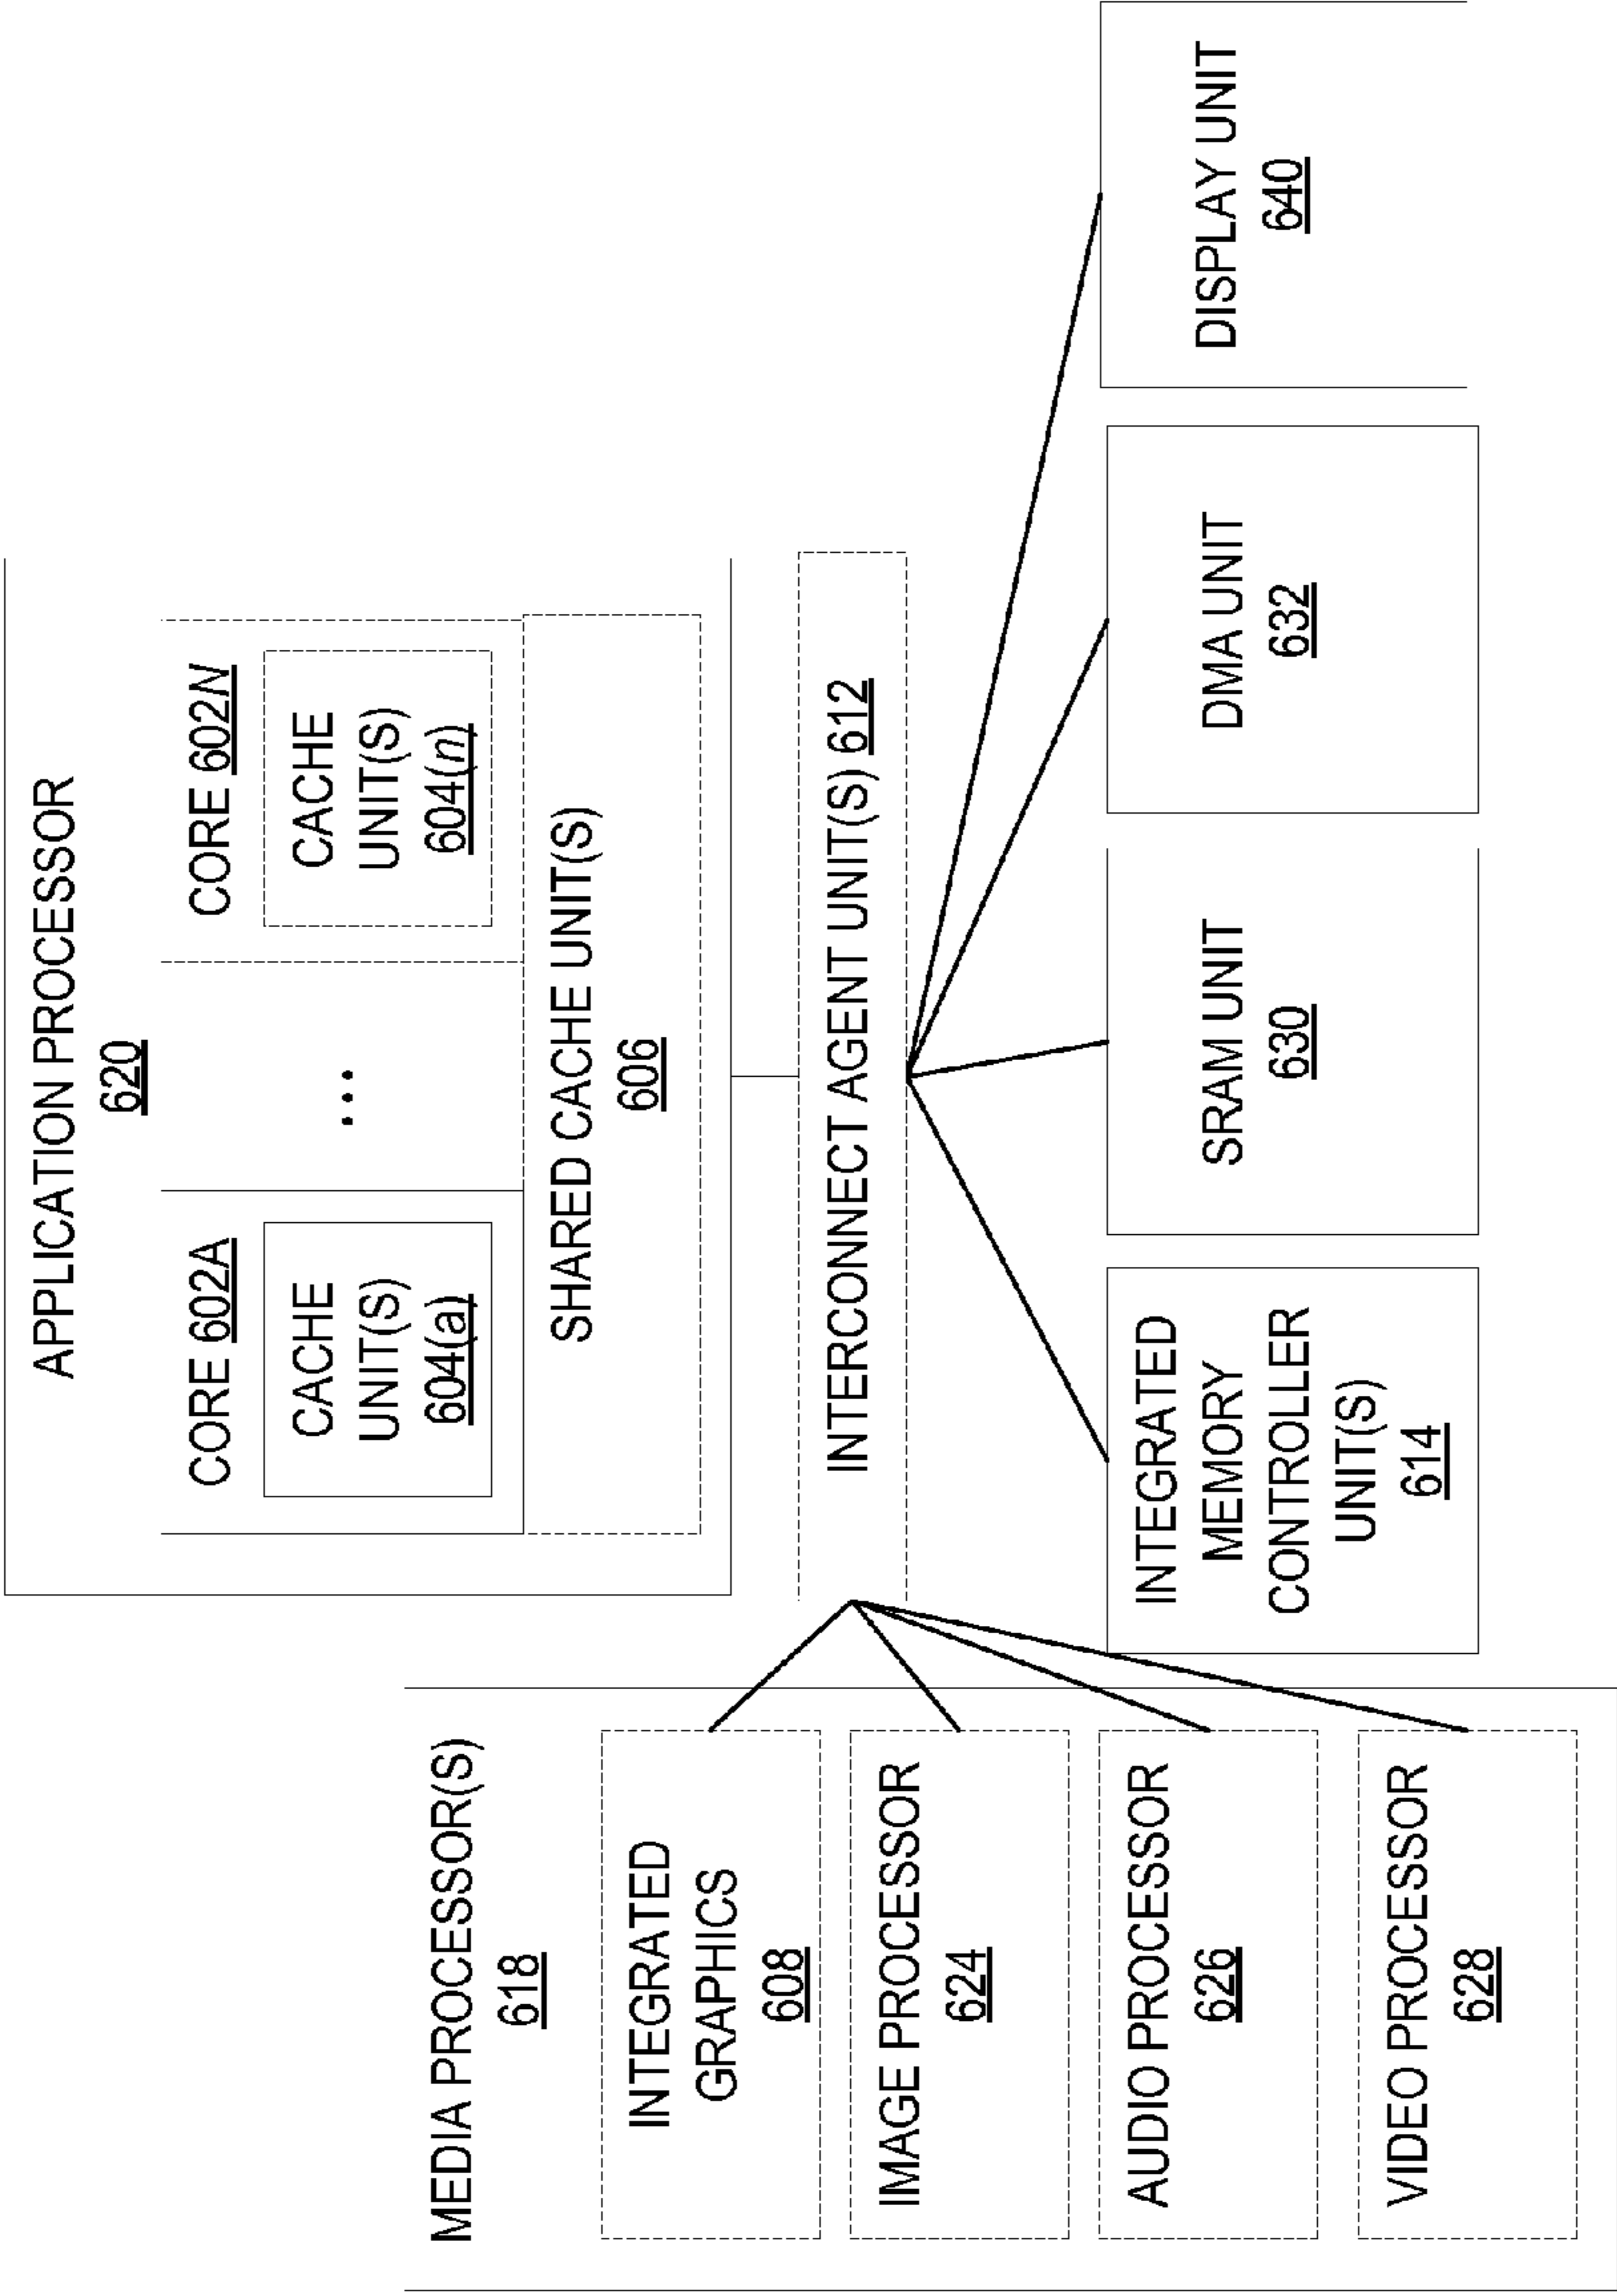 APPLICATION PROCESSOR
620
CORE 602A
CACHE
UNIT(S)
604(a)
...
CORE 602N
CACHE
UNIT(S)
604(n)
SHARED CACHE UNIT(S)
606
MEDIA PROCESSOR(S)
618
INTEGRATED
GRAPHICS
608
IMAGE PROCESSOR
624
AUDIO PROCESSOR
626
VIDEO PROCESSOR
628
INTERCONNECT AGENT UNIT(S) 612
INTEGRATED
MEMORY
CONTROLLER
UNIT(S)
614
SRAM UNIT
630
DMA UNIT
632
DISPLAY UNIT
640